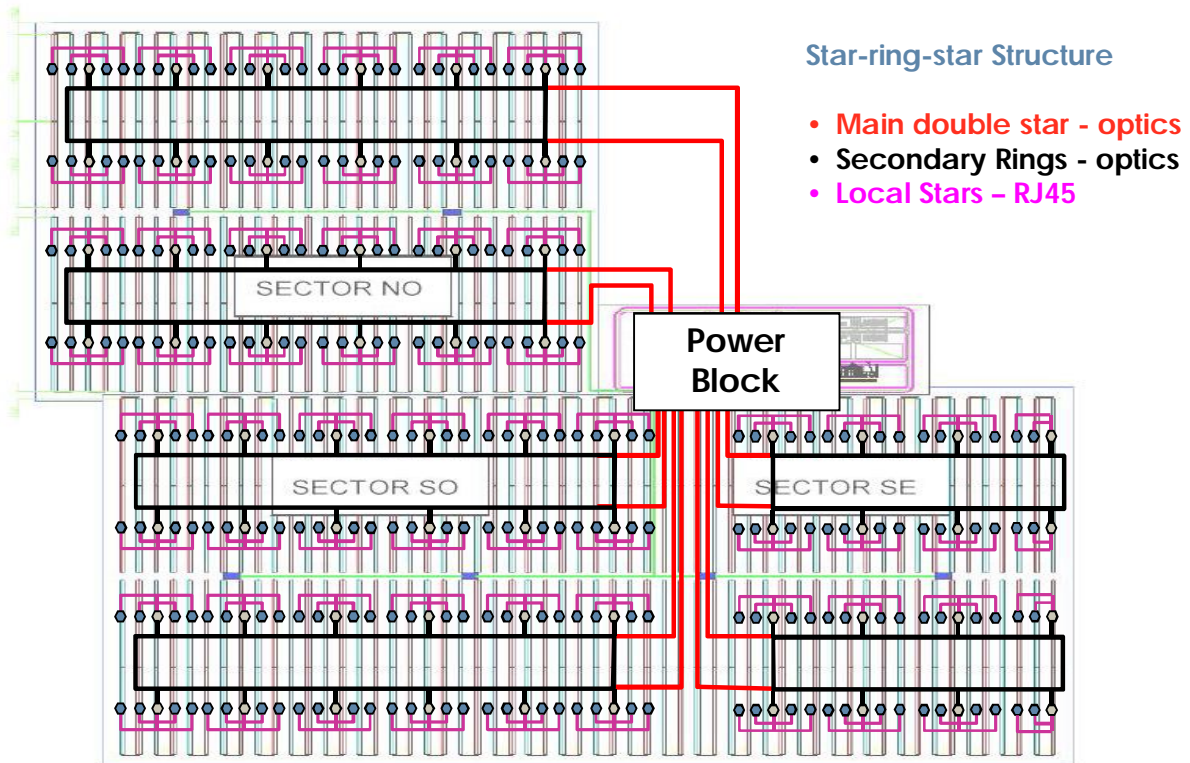 Star-ring-star Structure
• Main double star - optics
• Secondary Rings - optics
• Local Stars – RJ45
SECTOR NO
Power
Block
SECTOR SO
SECTOR SE